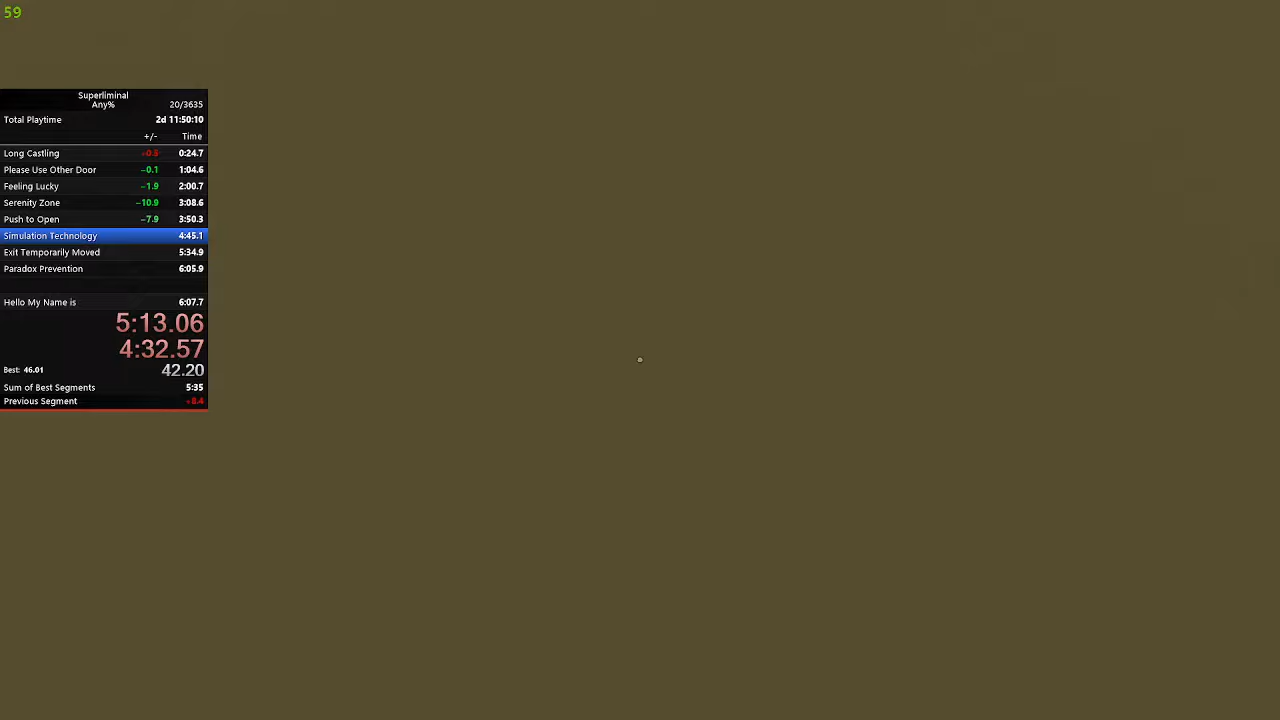 59
Superliminal
Any% 20/3635
Total Playtime 2d 11:50:10
+/- Time
Long Castling +0.5 0:24.7
Please Use Other Door −0.1 1:04.6
Feeling Lucky −1.9 2:00.7
Serenity Zone −10.9 3:08.6
Push to Open −7.9 3:50.3
Simulation Technology 4:45.1
Exit Temporarily Moved 5:34.9
Paradox Prevention 6:05.9
Hello My Name is 6:07.7
5:13.06
4:32.57
Best: 46.01 42.20
Sum of Best Segments 5:35
Previous Segment +8.4